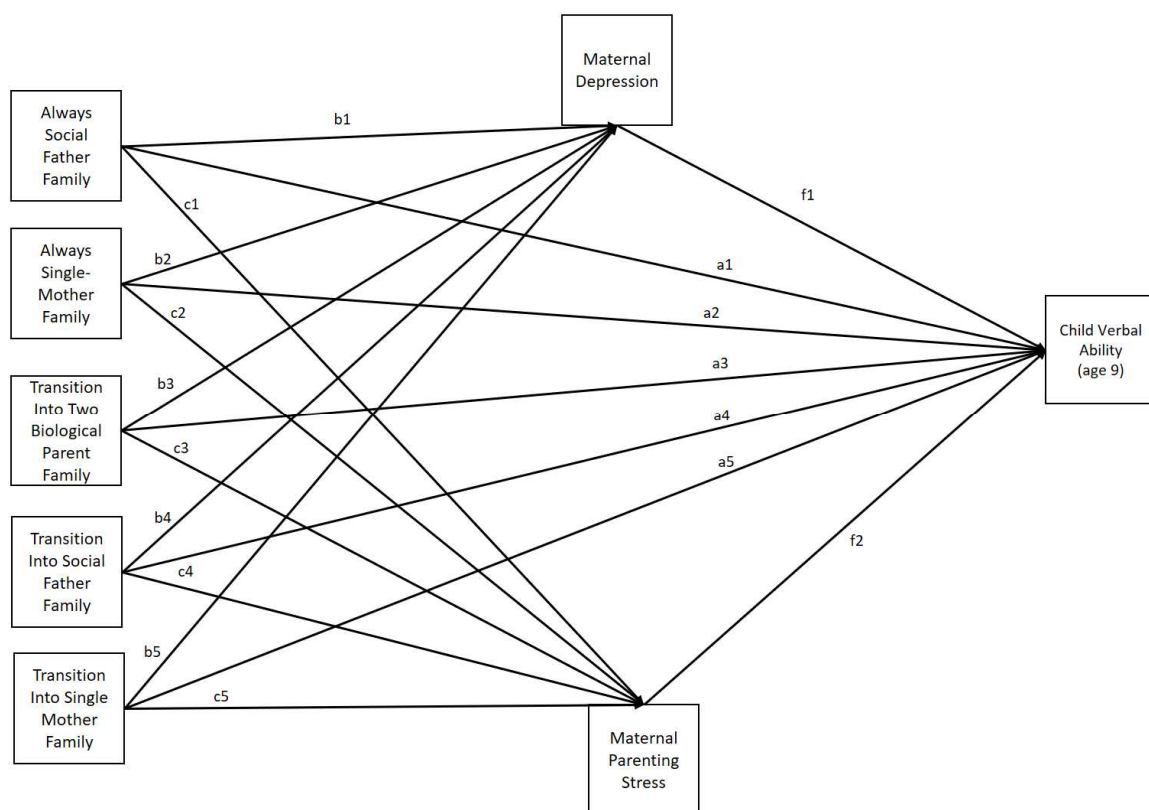 Maternal
Depression
Always
Social
Father
Family
b1
c1
f1
Always
Single-
Mother
Family
b2
c2
a1
a2
Child Verbal
Ability
(age 9)
Transition
Into Two
Biological
Parent
Family
b3
c3
a3
a4
a5
Transition
Into Social
Father
Family
b4
c4
f2
Transition
Into Single
Mother
Family
b5
c5
Maternal
Parenting
Stress